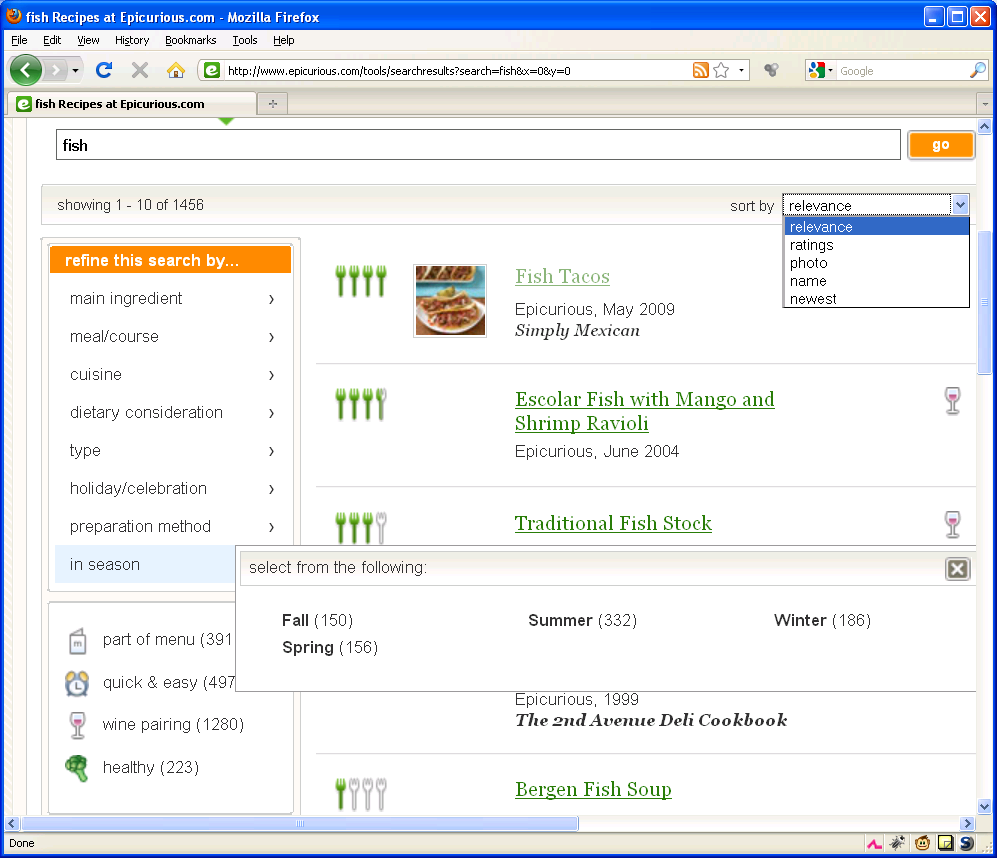 fish Recipes at Epicurious.com - Mozilla Firefox
File Edit View History Bookmarks Tools Help
http://www.epicurious.com/tools/searchresults?search=fish&x=0&y=0
Google
fish Recipes at Epicurious.com
fish
go
showing 1 - 10 of 1456
sort by
relevance
relevance
ratings
photo
name
newest
refine this search by...
main ingredient
meal/course
cuisine
dietary consideration
type
holiday/celebration
preparation method
in season
Fish Tacos
Epicurious, May 2009
Simply Mexican
Escolar Fish with Mango and
Shrimp Ravioli
Epicurious, June 2004
Traditional Fish Stock
select from the following:
Fall (150)
Summer (332)
Winter (186)
Spring (156)
part of menu (391
quick & easy (497
wine pairing (1280)
healthy (223)
Epicurious, 1999
The 2nd Avenue Deli Cookbook
Bergen Fish Soup
Done